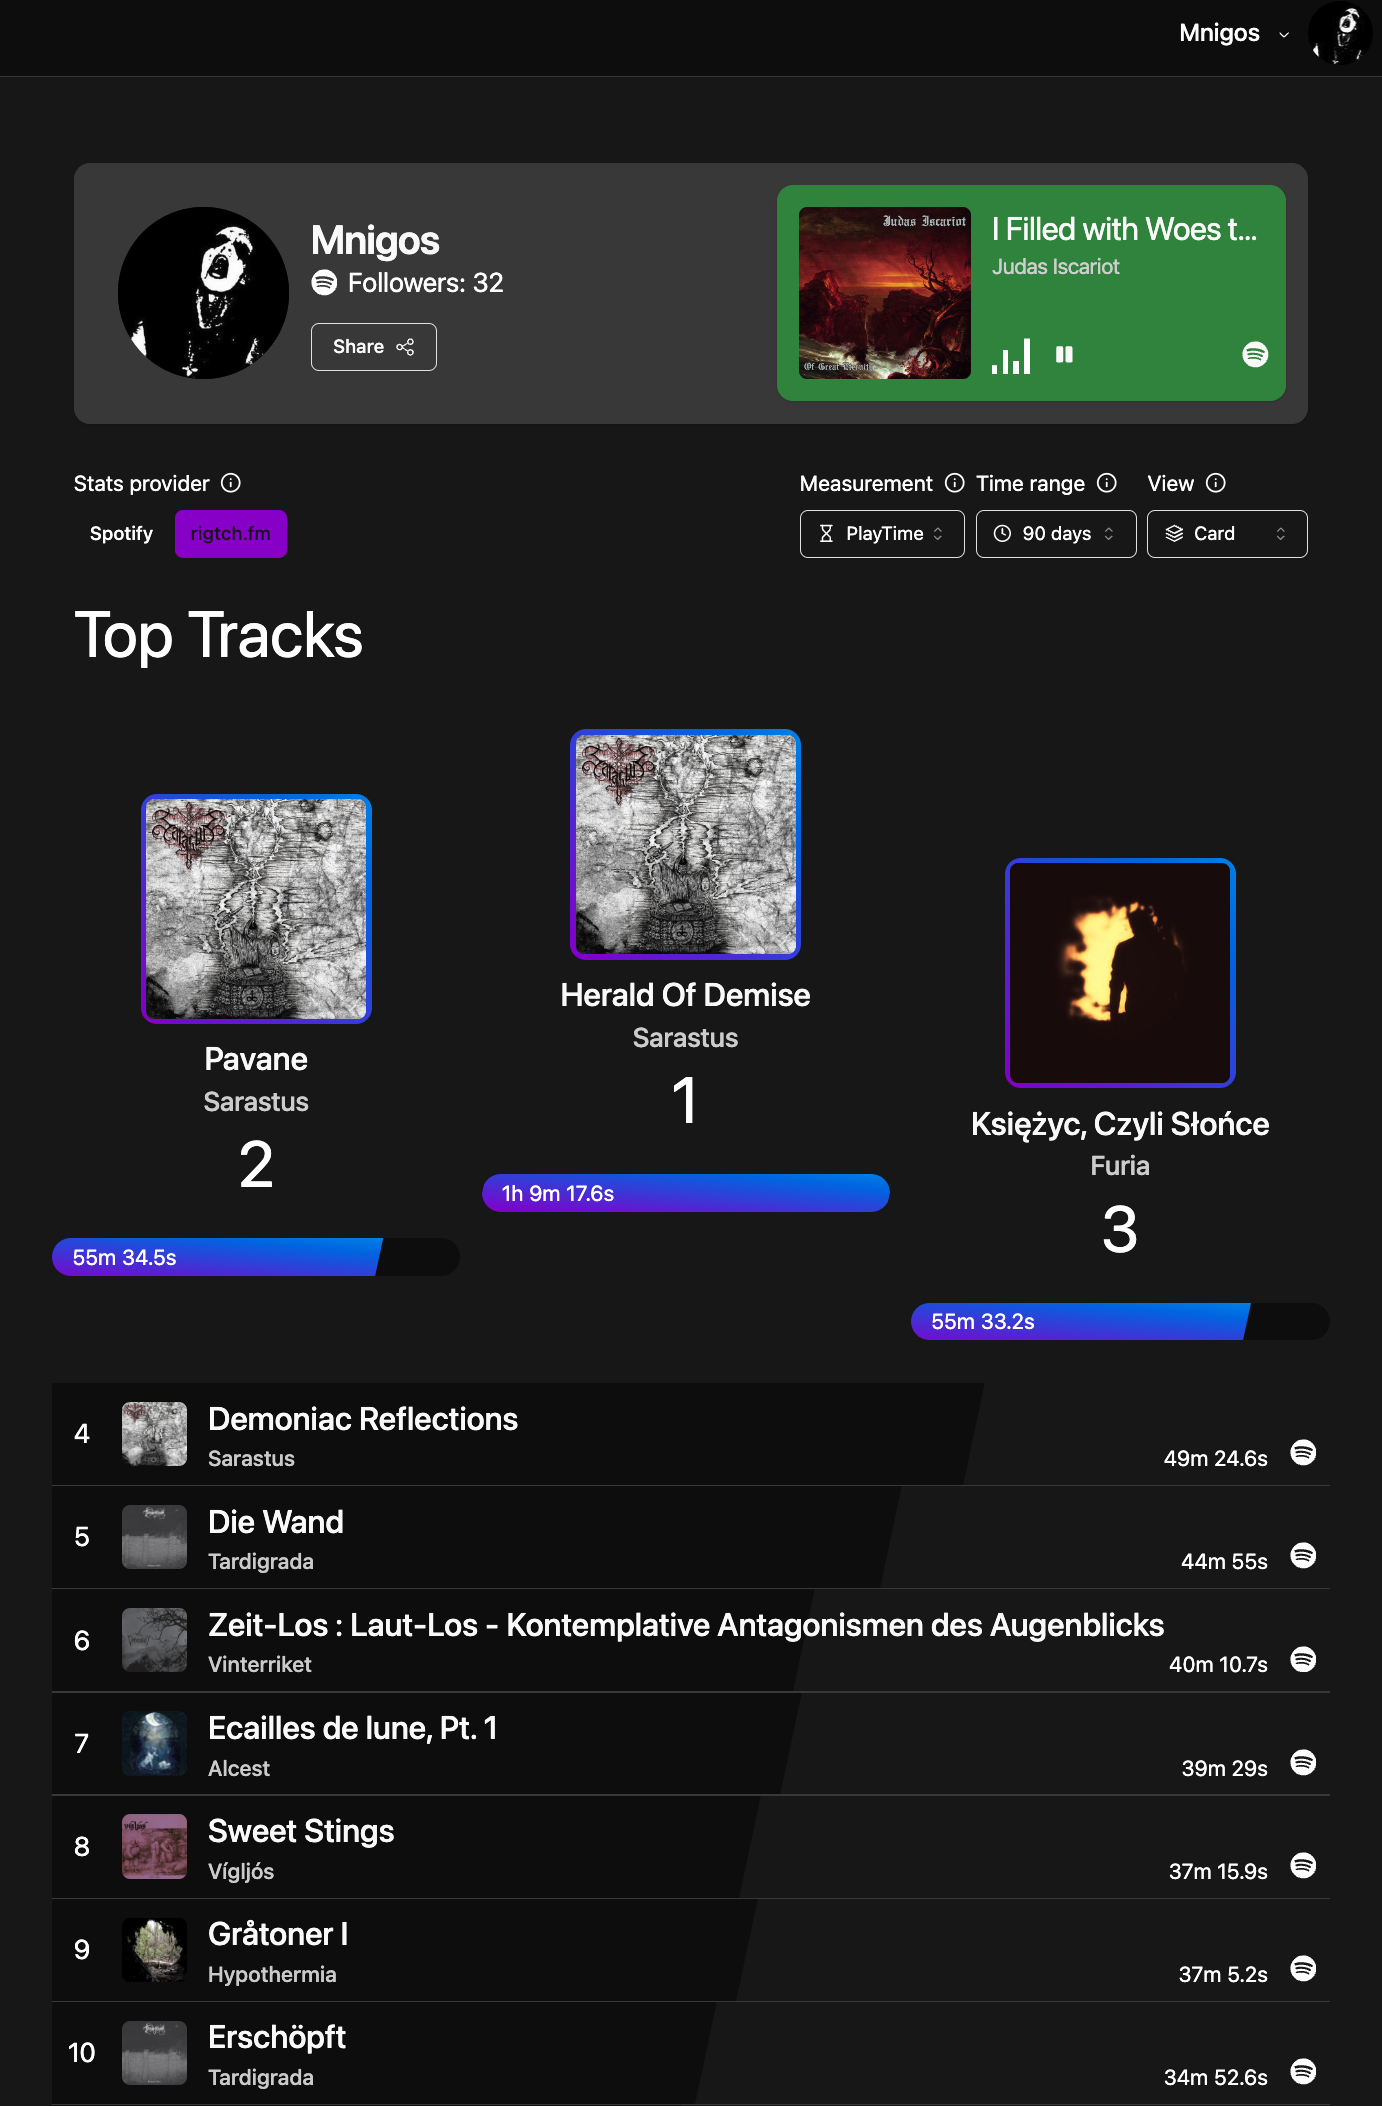 Mnigos
Mnigos
Followers: 32
Share
Judas Iscariot
Of Great Eternity
I Filled with Woes t...
Judas Iscariot
Stats provider
Spotify
rigtch.fm
Measurement
Time range
View
PlayTime
90 days
Card
Top Tracks
Pavane
Sarastus
2
55m 34.5s
Herald Of Demise
Sarastus
1
1h 9m 17.6s
Księżyc, Czyli Słońce
Furia
3
55m 33.2s
4
Demoniac Reflections
Sarastus
49m 24.6s
5
Die Wand
Tardigrada
44m 55s
6
Zeit-Los : Laut-Los - Kontemplative Antagonismen des Augenblicks
Vinterriket
40m 10.7s
7
Ecailles de lune, Pt. 1
Alcest
39m 29s
8
Sweet Stings
Vígljós
37m 15.9s
9
Gråtoner I
Hypothermia
37m 5.2s
10
Erschöpft
Tardigrada
34m 52.6s